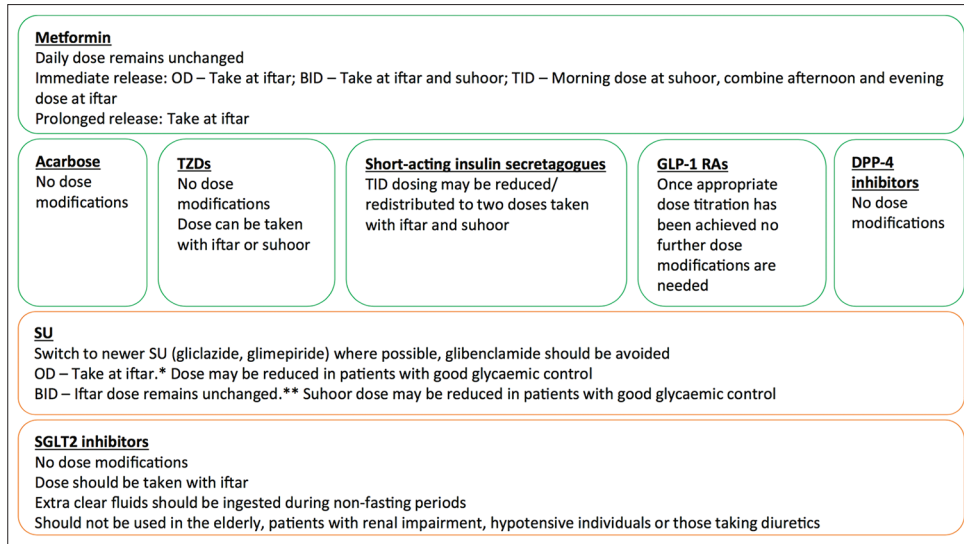 Metformin
Daily dose remains unchanged
Immediate release: OD – Take at iftar; BID – Take at iftar and suhoor; TID – Morning dose at suhoor, combine afternoon and evening
dose at iftar
Prolonged release: Take at iftar
Acarbose
No dose
modifications
TZDs
No dose
modifications
Dose can be taken
with iftar or suhoor
Short-acting insulin secretagogues
TID dosing may be reduced/
redistributed to two doses taken
with iftar and suhoor
GLP-1 RAs
Once appropriate
dose titration has
been achieved no
further dose
modifications are
needed
DPP-4
inhibitors
No dose
modifications
SU
Switch to newer SU (gliclazide, glimepiride) where possible, glibenclamide should be avoided
OD – Take at iftar.* Dose may be reduced in patients with good glycaemic control
BID – Iftar dose remains unchanged.** Suhoor dose may be reduced in patients with good glycaemic control
SGLT2 inhibitors
No dose modifications
Dose should be taken with iftar
Extra clear fluids should be ingested during non-fasting periods
Should not be used in the elderly, patients with renal impairment, hypotensive individuals or those taking diuretics